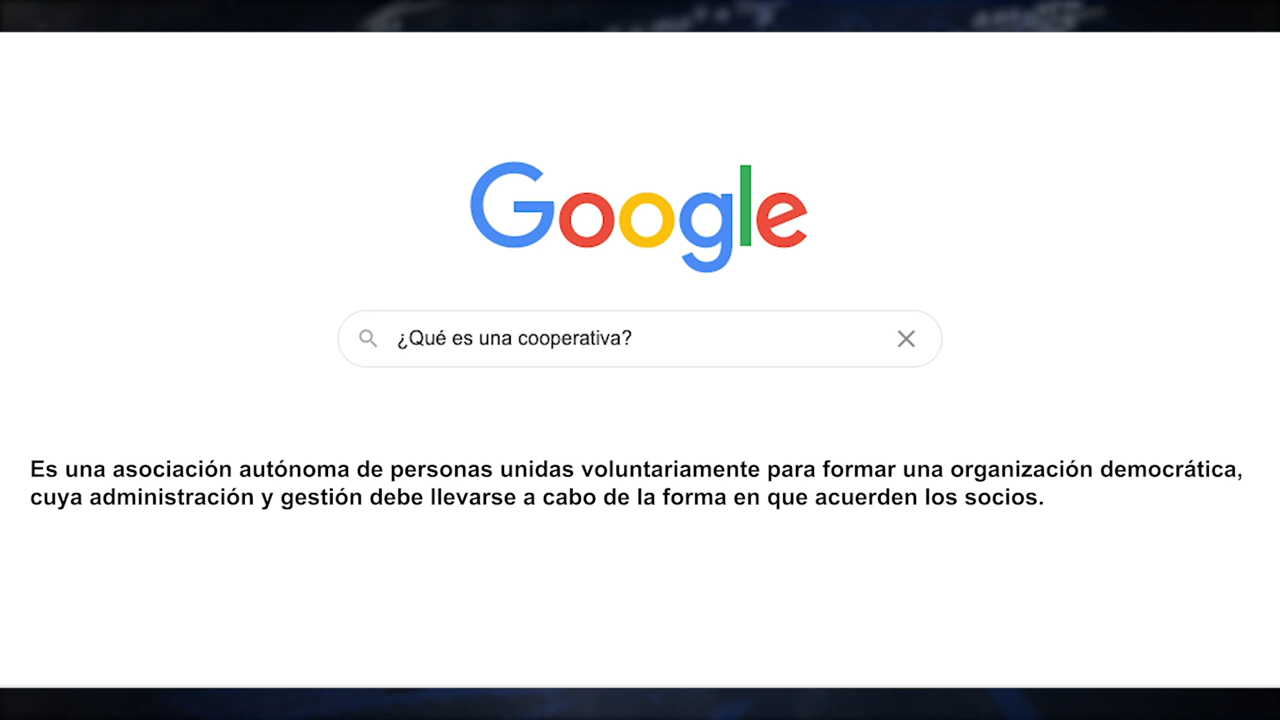 Google
¿Qué es una cooperativa?
Es una asociación autónoma de personas unidas voluntariamente para formar una organización democrática,
cuya administración y gestión debe llevarse a cabo de la forma en que acuerden los socios.